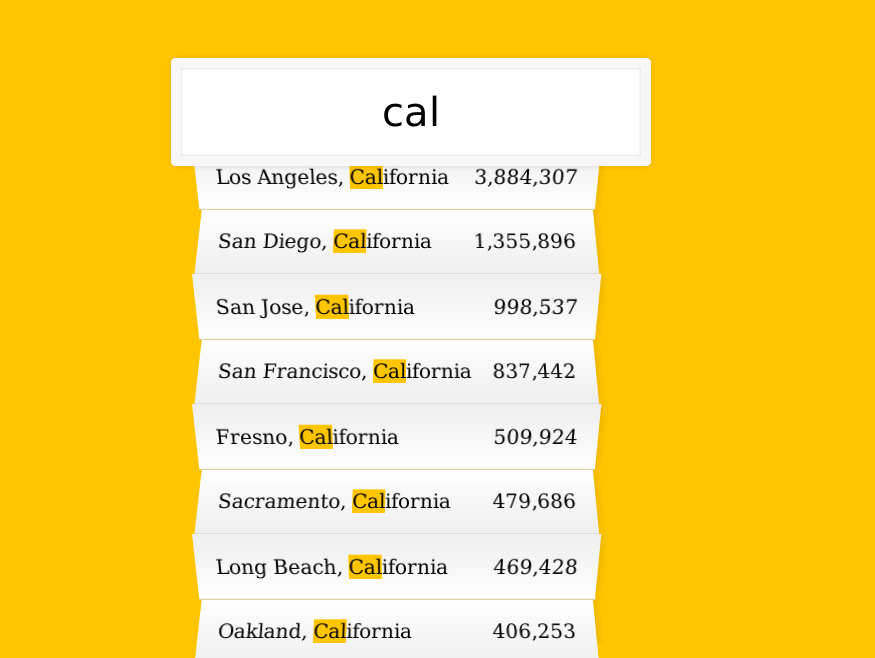 cal
Los Angeles, California 3,884,307
San Diego, California 1,355,896
San Jose, California 998,537
San Francisco, California 837,442
Fresno, California 509,924
Sacramento, California 479,686
Long Beach, California 469,428
Oakland, California 406,253